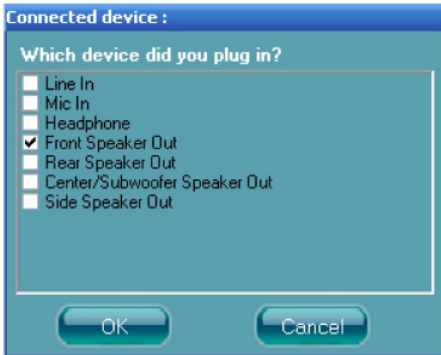 Connected device :
Which device did you plug in?
Line In
Mic In
Headphone
Front Speaker Out
Rear Speaker Out
Center/Subwoofer Speaker Out
Side Speaker Out
OK
Cancel